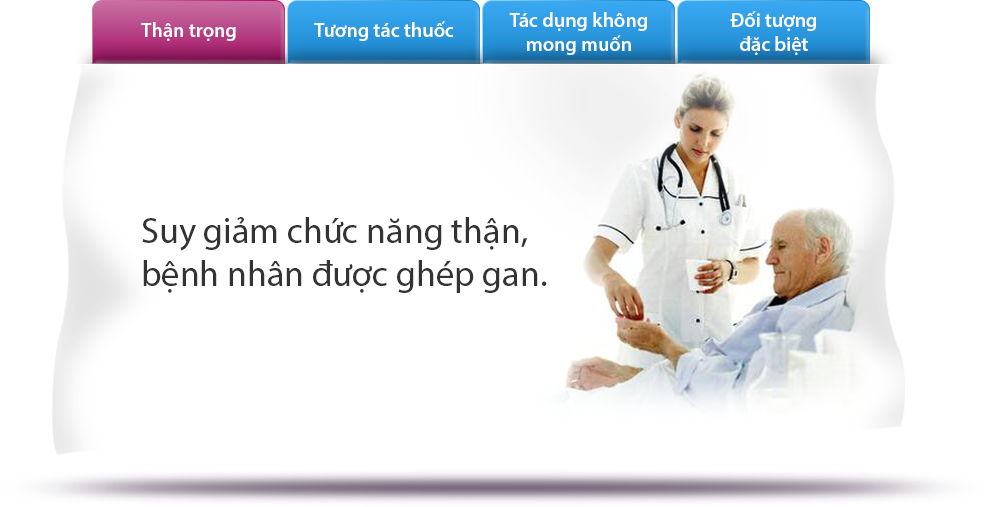 Thận trọng
Tương tác thuốc
Tác dụng không
mong muốn
Đối tượng
đặc biệt
Suy giảm chức năng thận,
bệnh nhân được ghép gan.